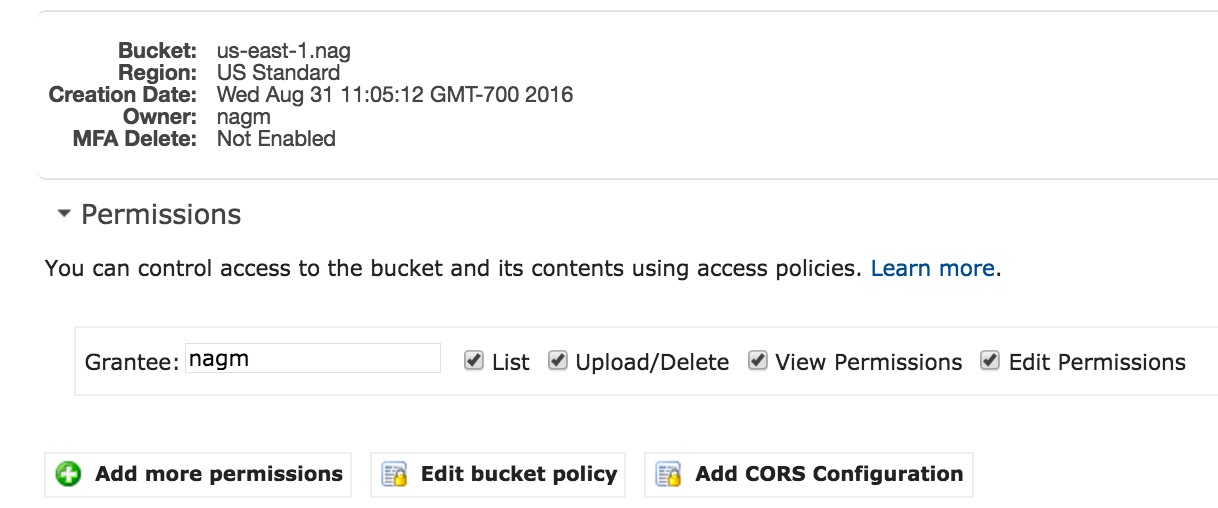 Bucket: us-east-1.nag
Region: US Standard
Creation Date: Wed Aug 31 11:05:12 GMT-700 2016
Owner: nagm
MFA Delete: Not Enabled
Permissions
You can control access to the bucket and its contents using access policies. Learn more.
Grantee: nagm List Upload/Delete View Permissions Edit Permissions
Add more permissions Edit bucket policy Add CORS Configuration